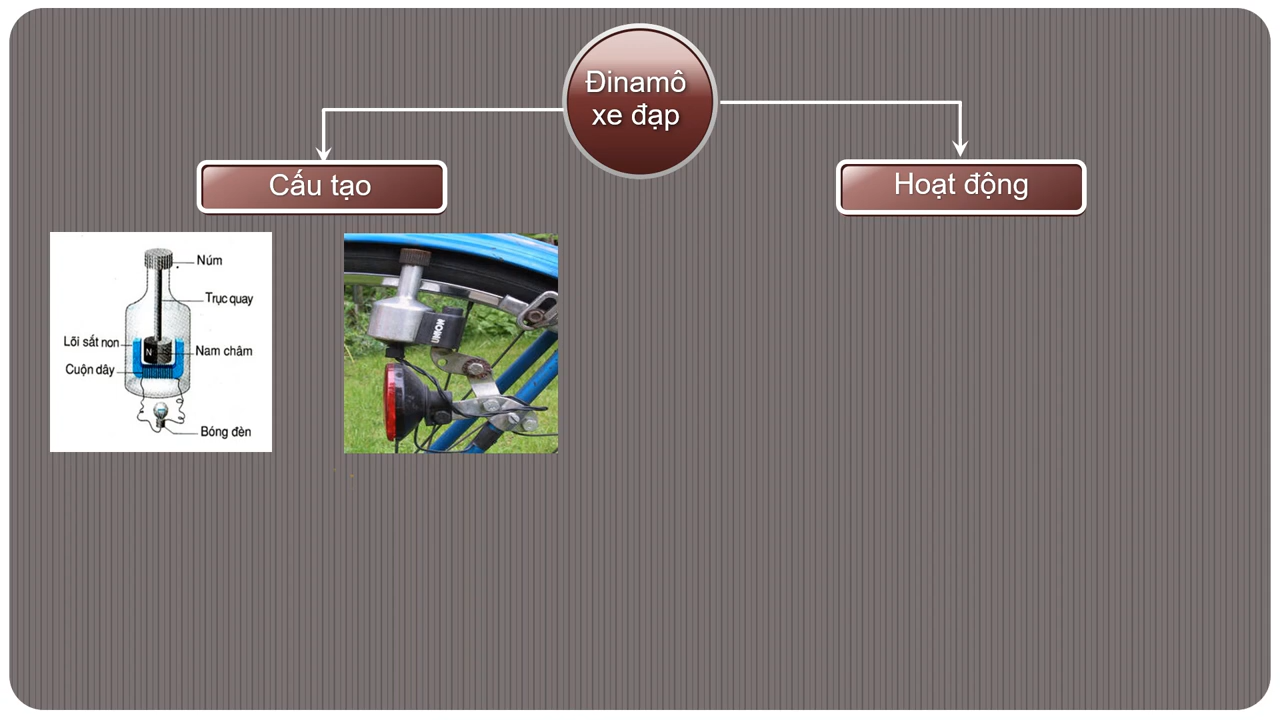 Đinamô
xe đạp
Cấu tạo
Hoạt động
Núm
Trục quay
Lõi sắt non
N
Nam châm
Cuộn dây
Bóng đèn
UNION